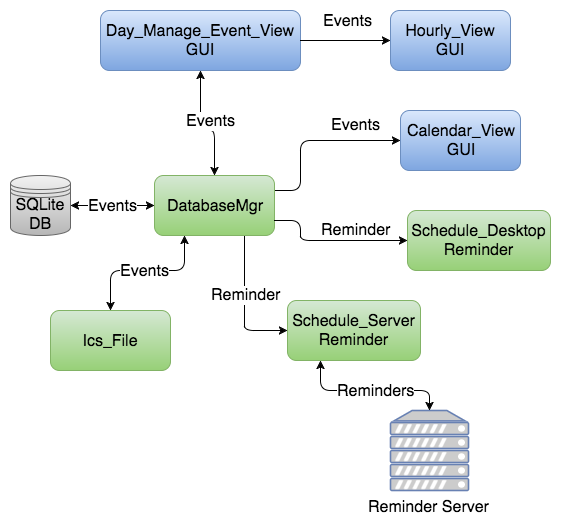 Day_Manage_Event_View
GUI
Events
Hourly_View
GUI
Events
Events
Calendar_View
GUI
SQLite
DB
Events
DatabaseMgr
Reminder
Schedule_Desktop
Reminder
Events
Reminder
Ics_File
Schedule_Server
Reminder
Reminders
Reminder Server